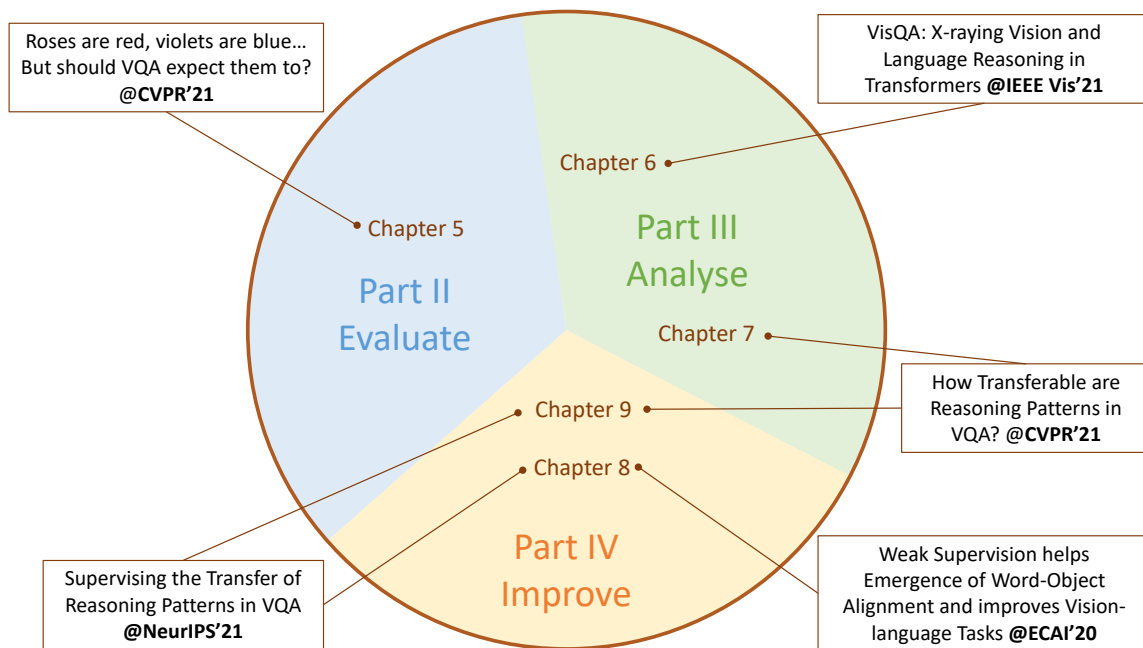 Roses are red, violets are blue…
But should VQA expect them to?
@CVPR’21
VisQA: X-raying Vision and
Language Reasoning in
Transformers @IEEE Vis’21
Chapter 6
Chapter 5
Part III
Analyse
Part II
Evaluate
Chapter 7
How Transferable are
Reasoning Patterns in
VQA? @CVPR’21
Chapter 9
Chapter 8
Part IV
Improve
Supervising the Transfer of
Reasoning Patterns in VQA
@NeurIPS’21
Weak Supervision helps
Emergence of Word-Object
Alignment and improves Vision-
language Tasks @ECAI’20